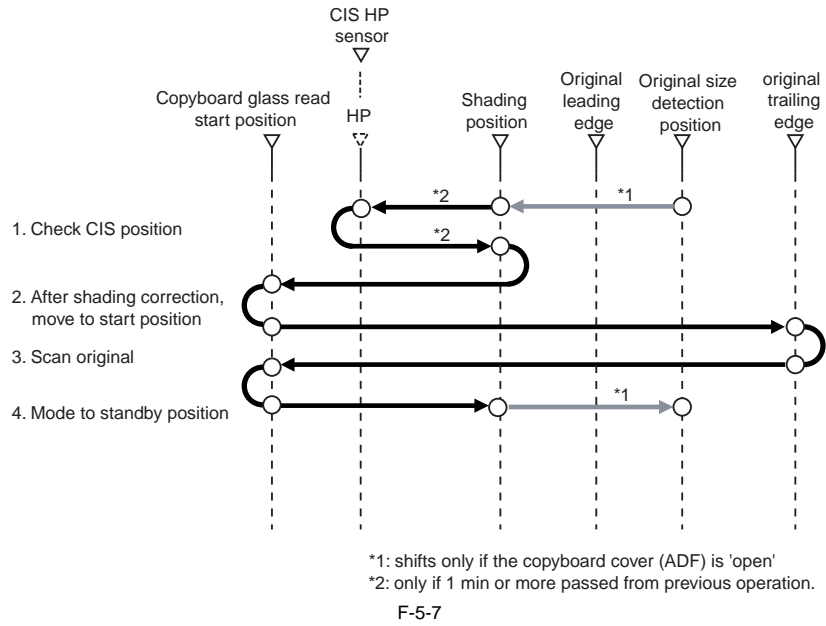 CIS HP
sensor
Copyboard glass read
start position
HP
Shading
position
Original
leading
edge
Original size
detection
position
original
trailing
edge
*2
*1
1. Check CIS position
*2
2. After shading correction,
move to start position
3. Scan original
4. Mode to standby position
*1
*1: shifts only if the copyboard cover (ADF) is 'open'
*2: only if 1 min or more passed from previous operation.
F-5-7